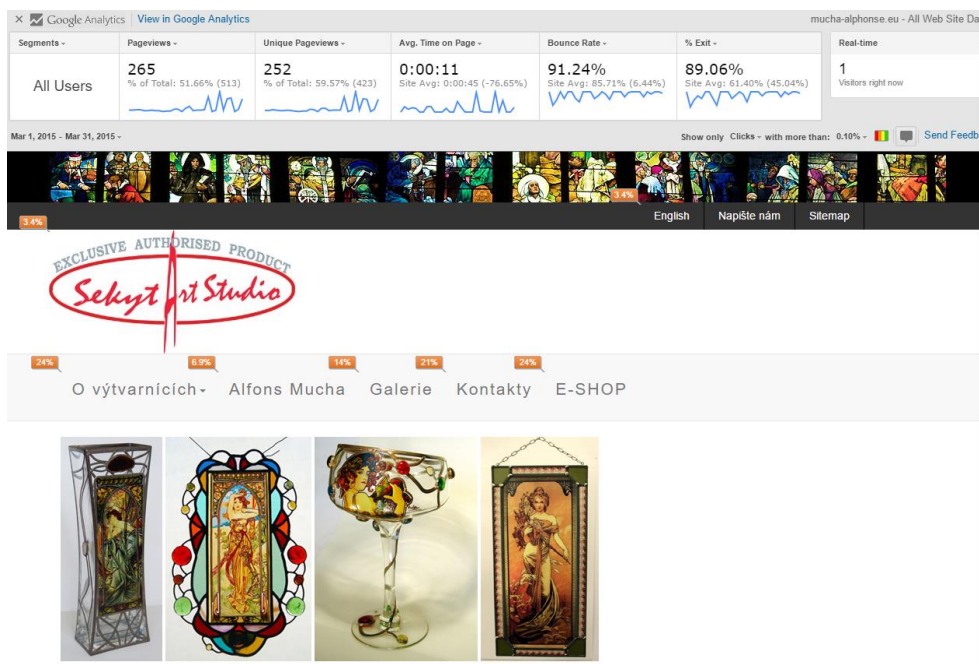 × Google Analytics View in Google Analytics mucha-alphonse.eu - All Web Site Da
Segments Pageviews Unique Pageviews Avg. Time on Page Bounce Rate % Exit Real-time
All Users
265
% of Total: 51.66% (513)
252
% of Total: 59.57% (423)
0:00:11
Site Avg: 0:00:45 (-76.65%)
91.24%
Site Avg: 85.71% (6.44%)
89.06%
Site Avg: 61.40% (45.04%)
1
Visitors right now
Mar 1, 2015 - Mar 31, 2015 Show only Clicks with more than: 0.10% Send Feedb
3.4%
English Napište nám Sitemap
3.4%
EXCLUSIVE AUTHORISED PRODUCT
Sekyt Art Studio
24% 6.9% 14% 21% 24%
O výtvarnících Alfons Mucha Galerie Kontakty E-SHOP